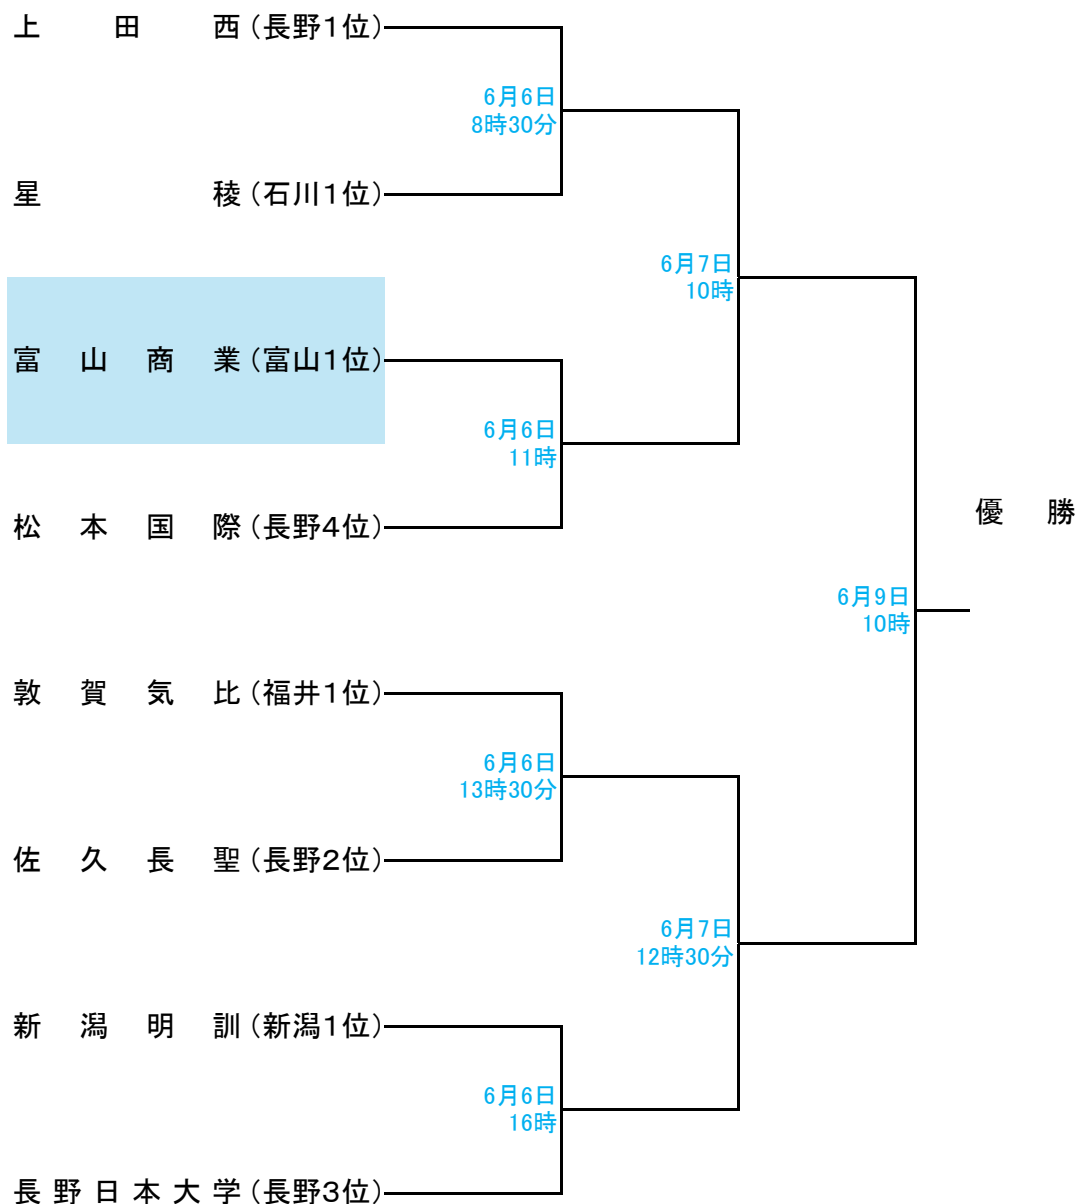 上田西(長野1位)
6月6日
8時30分
星稜(石川1位)
6月7日
10時
富山商業(富山1位)
6月6日
11時
松本国際(長野4位)
優勝
6月9日
10時
敦賀気比(福井1位)
6月6日
13時30分
佐久長聖(長野2位)
6月7日
12時30分
新潟明訓(新潟1位)
6月6日
16時
長野日本大学(長野3位)